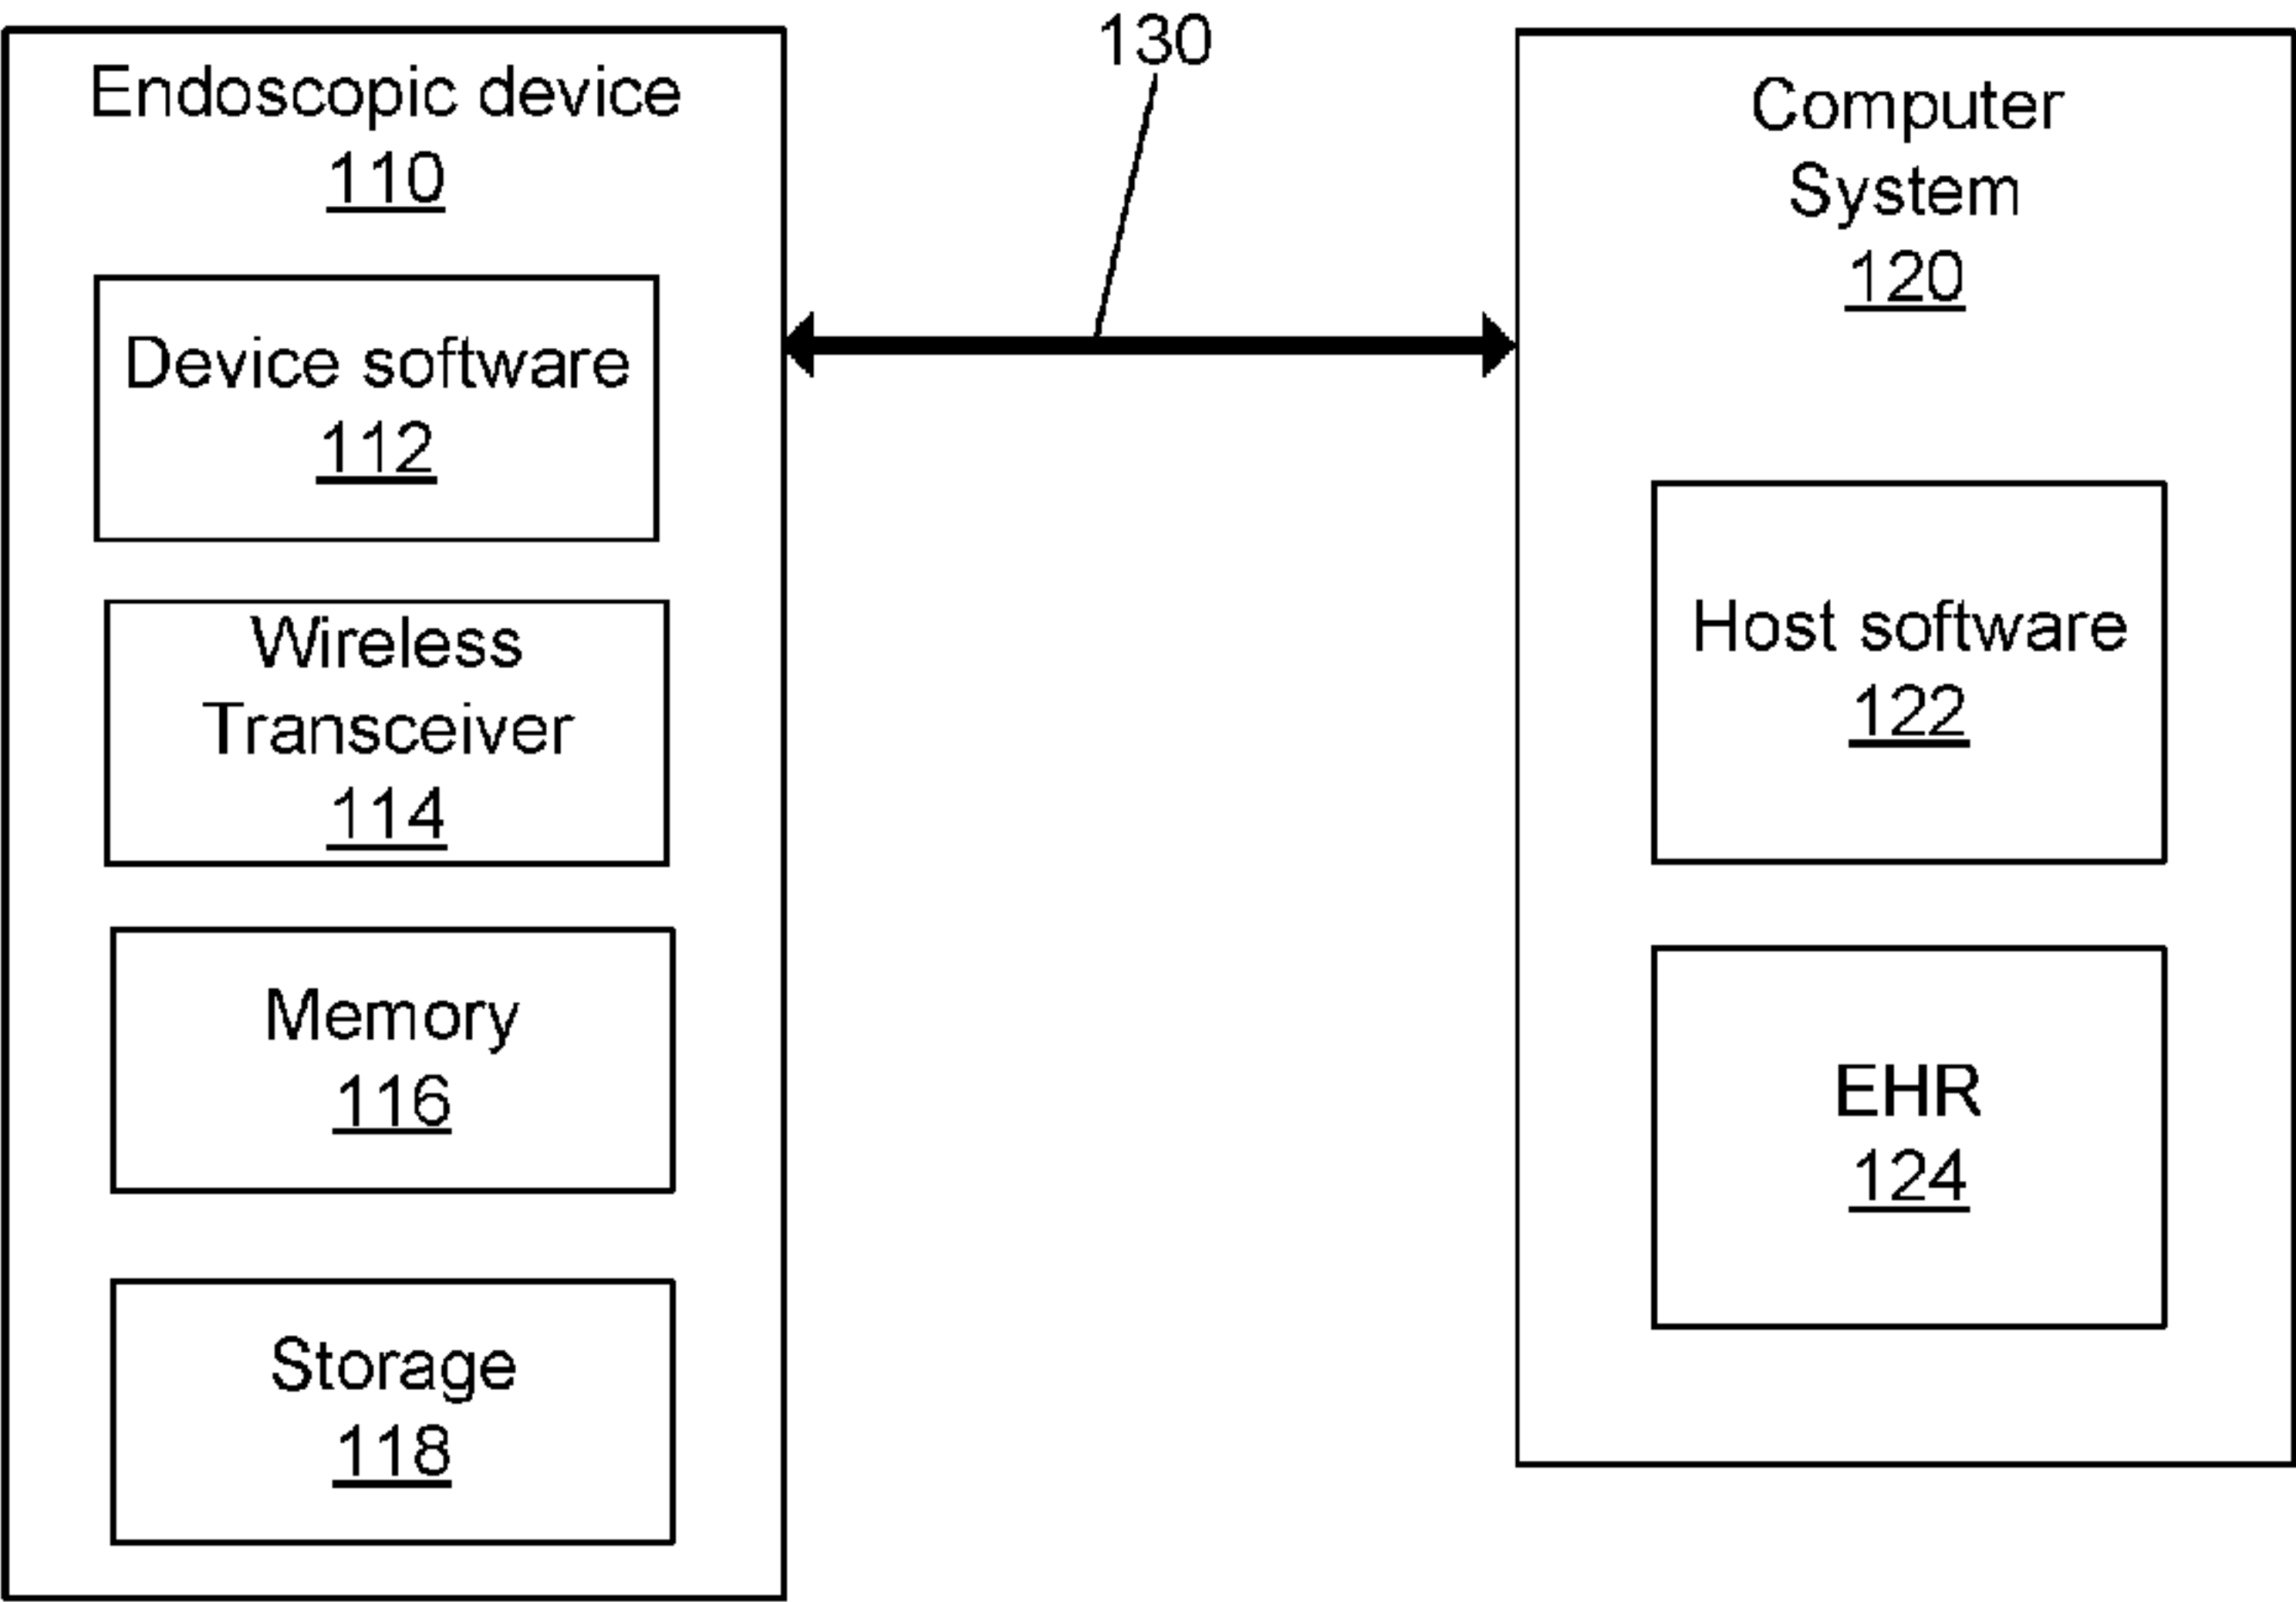 Endoscopic device
110
Device software
112
Wireless
Transceiver
114
Memory
116
Storage
118
130
Computer
System
120
Host software
122
EHR
124